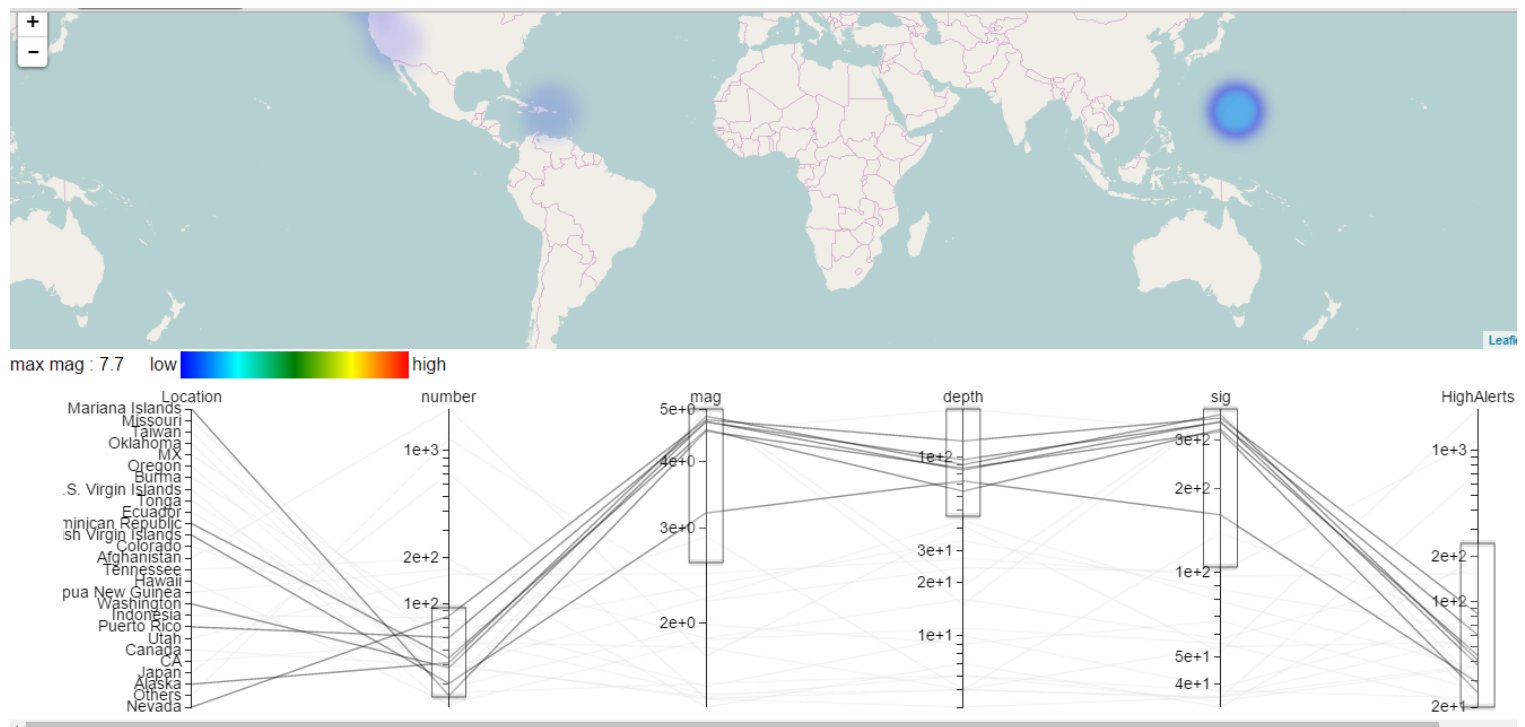 +
−
Leafle
max mag : 7.7 low high
Location number mag depth sig HighAlerts
Mariana Islands
Missouri
Taiwan
Oklahoma
MX
Oregon
Burma
.S. Virgin Islands
Tonga
Ecuador
minican Republic
sh Virgin Islands
Colorado
Afghanistan
Tennessee
Hawaii
pua New Guinea
Washington
Indonesia
Puerto Rico
Utah
Canada
CA
Japan
Alaska
Others
Nevada
1e+3
2e+2
1e+2
5e+0
4e+0
3e+0
2e+0
1e+2
3e+1
2e+1
1e+1
3e+2
2e+2
1e+2
5e+1
4e+1
1e+3
2e+2
1e+2
2e+1